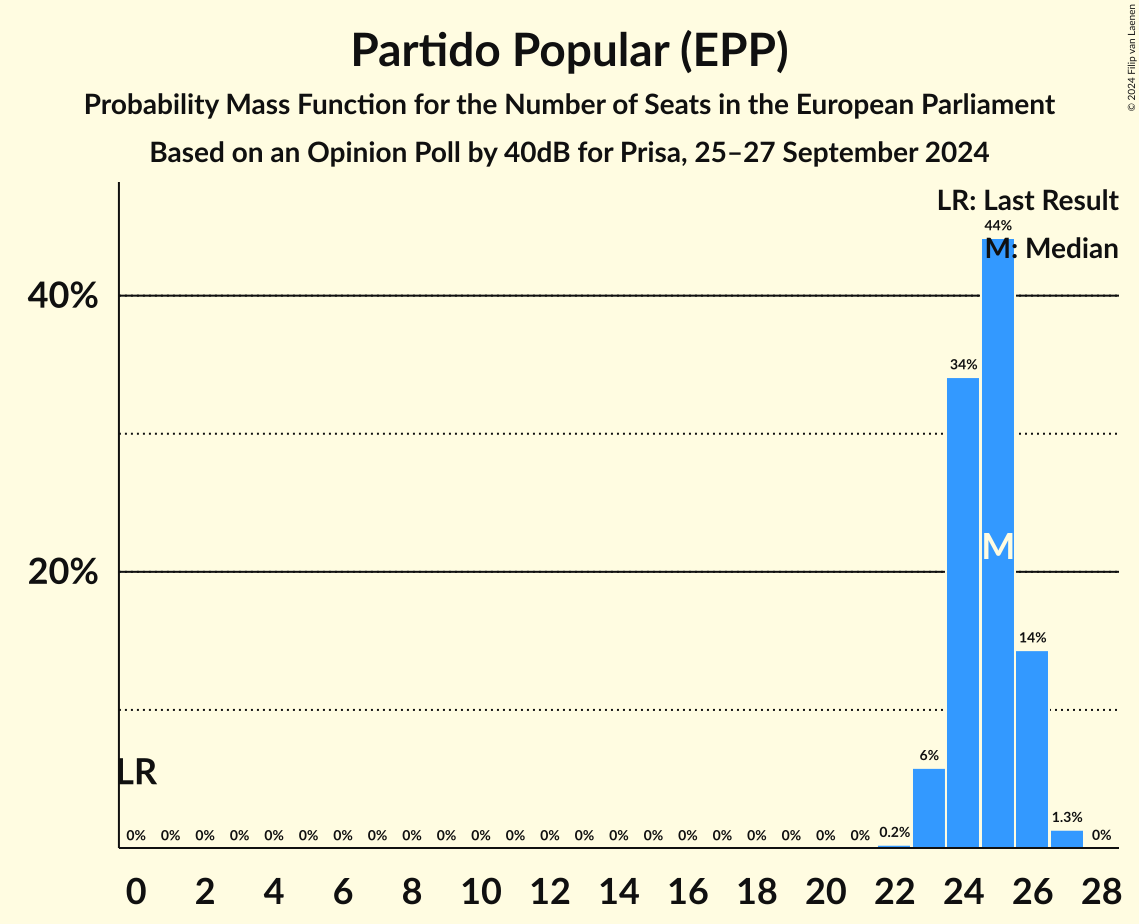 Partido Popular (EPP)
Probability Mass Function for the Number of Seats in the European Parliament
Based on an Opinion Poll by 40dB for Prisa, 25–27 September 2024
© 2024 Filip van Laenen
LR: Last Result
44%
M: Median
40%
34%
M
20%
14%
6%
LR
1.3%
0% 0% 0% 0% 0% 0% 0% 0% 0% 0% 0% 0% 0% 0% 0% 0% 0% 0% 0% 0% 0% 0% 0.2% 0%
0 2 4 6 8 10 12 14 16 18 20 22 24 26 28